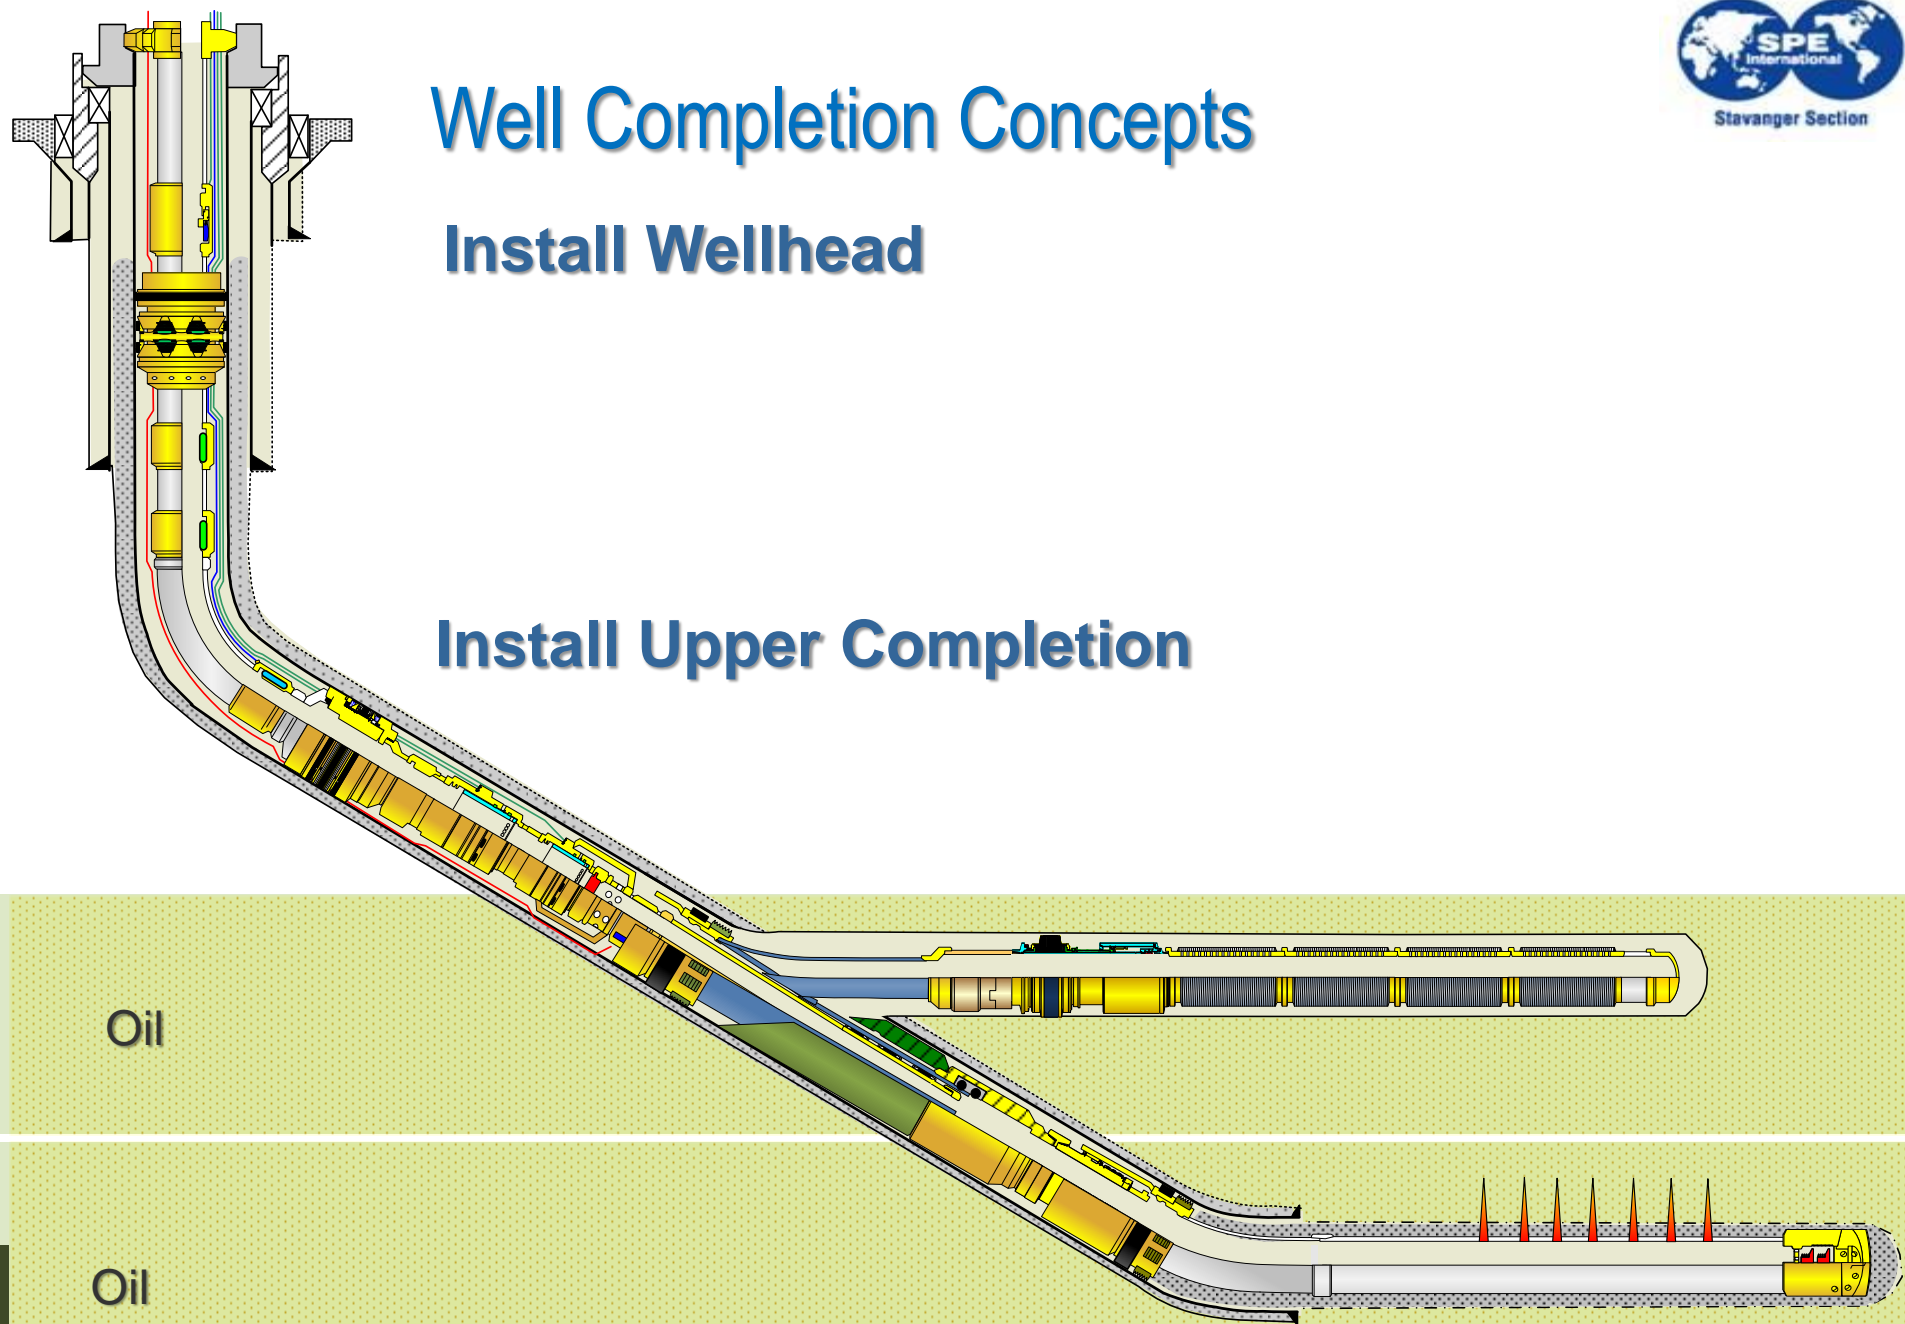 SPE
International
Stavanger Section
Well Completion Concepts
Install Wellhead
Install Upper Completion
Oil
Oil